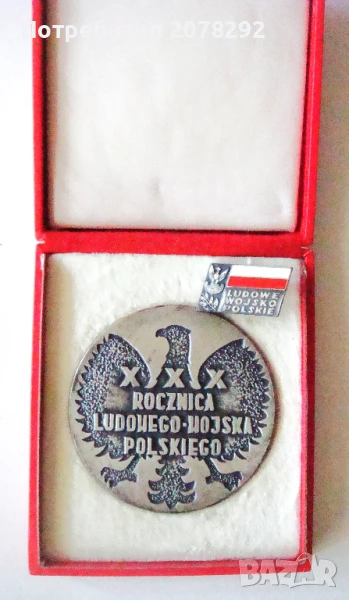 Потребител 2078292
LUDOWE
WOJSKO
POLSKIE
XXX
ROCZNICA
LUDOWEGO·WOJSKA
POLSKIEGO
BAZAR